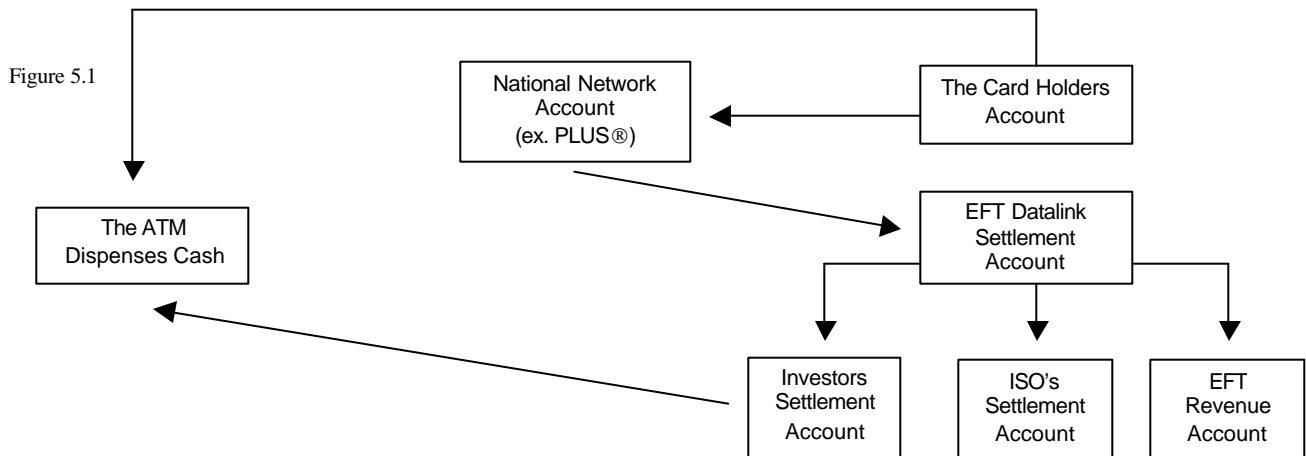 Figure 5.1
National Network
Account
(ex. PLUS®)
The Card Holders
Account
The ATM
Dispenses Cash
EFT Datalink
Settlement
Account
Investors
Settlement
Account
ISO's
Settlement
Account
EFT
Revenue
Account